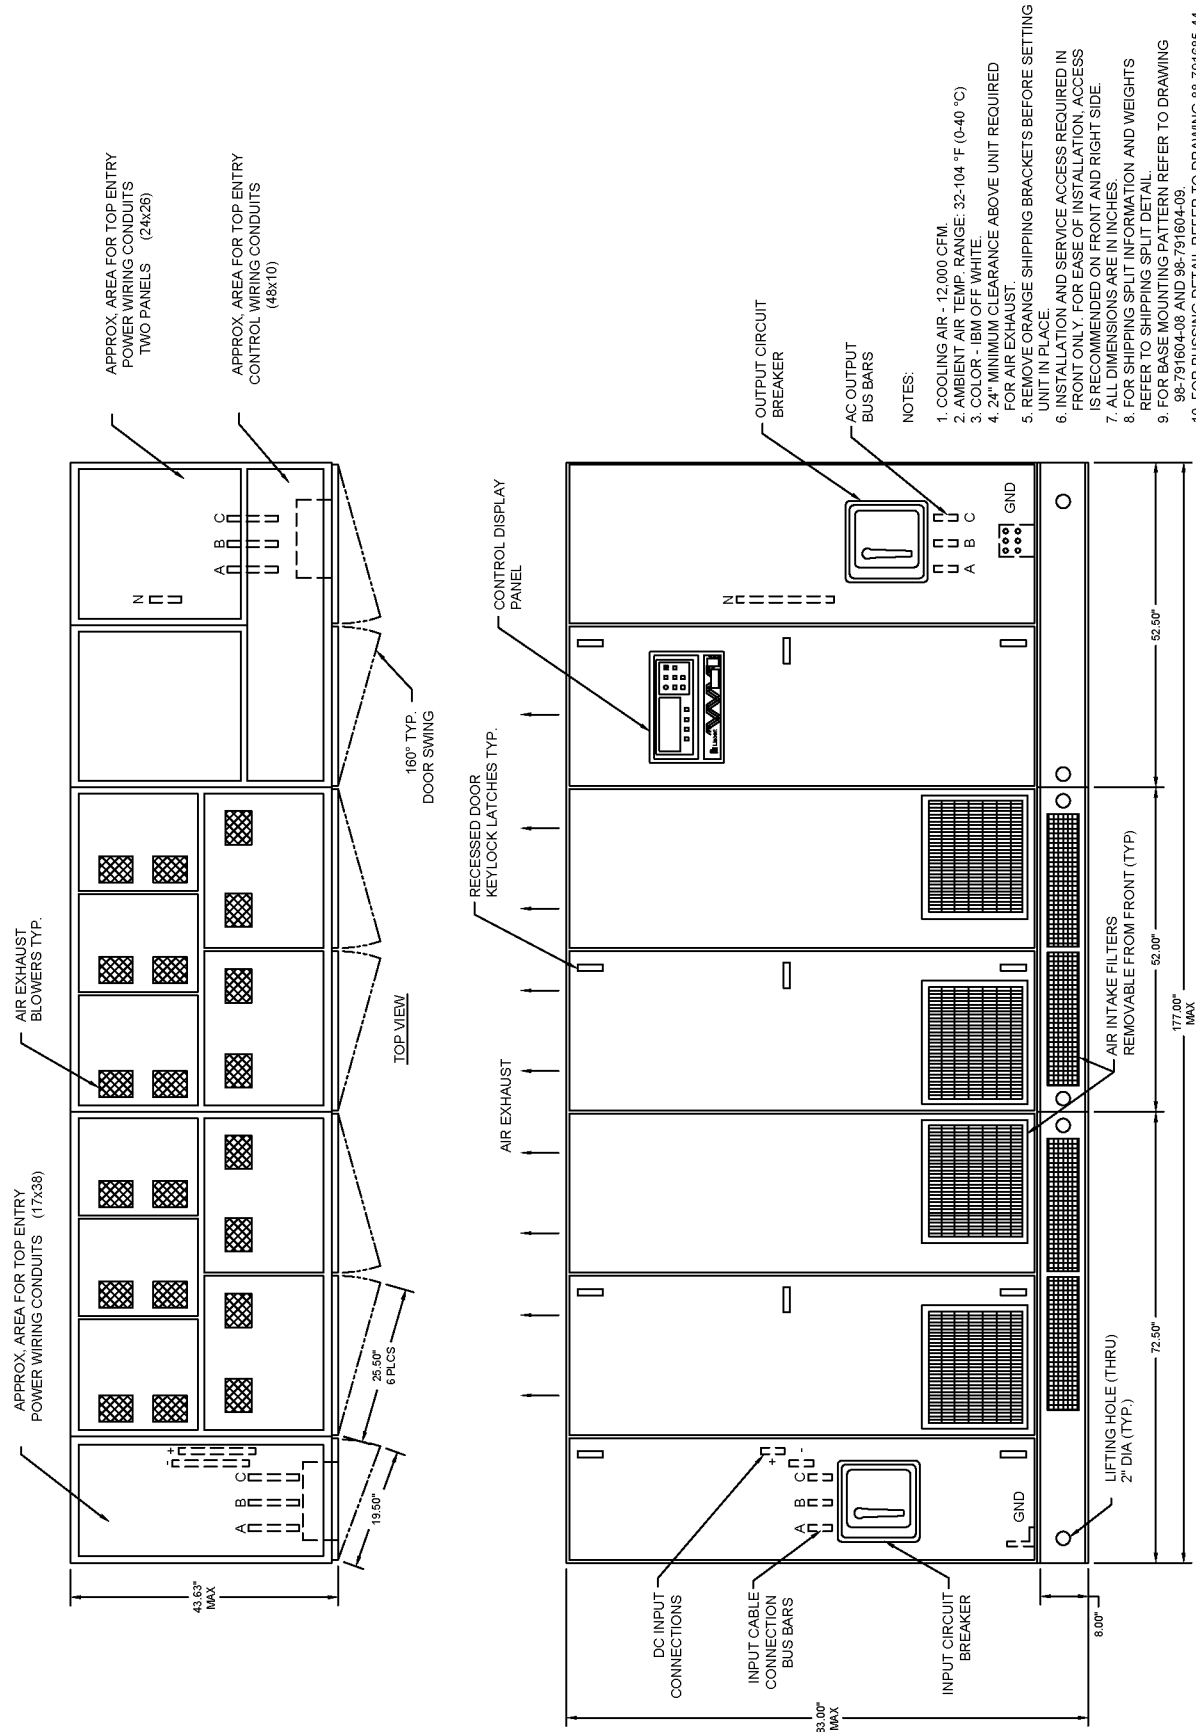 APPROX, AREA FOR TOP ENTRY
POWER WIRING CONDUITS (17x38)
AIR EXHAUST
BLOWERS TYP.
APPROX, AREA FOR TOP ENTRY
POWER WIRING CONDUITS
TWO PANELS (24x26)
APPROX, AREA FOR TOP ENTRY
CONTROL WIRING CONDUITS
(48x10)
43.63"
MAX
+
-
A
B
C
N
A
B
C
19.50"
25.50"
6 PLCS
160° TYP.
DOOR SWING
TOP VIEW
AIR EXHAUST
RECESSED DOOR
KEYLOCK LATCHES TYP.
CONTROL DISPLAY
PANEL
OUTPUT CIRCUIT
BREAKER
AC OUTPUT
BUS BARS
DC INPUT
CONNECTIONS
INPUT CABLE
CONNECTION
BUS BARS
INPUT CIRCUIT
BREAKER
+
-
A
B
C
GND
Liebert
N
A
B
C
GND
83.00"
MAX
8.00"
LIFTING HOLE (THRU)
2" DIA (TYP.)
AIR INTAKE FILTERS
REMOVABLE FROM FRONT (TYP)
72.50"
52.00"
52.50"
177.00"
MAX
NOTES:
1. COOLING AIR - 12,000 CFM.
2. AMBIENT AIR TEMP. RANGE: 32-104 °F (0-40 °C)
3. COLOR - IBM OFF WHITE.
4. 24" MINIMUM CLEARANCE ABOVE UNIT REQUIRED
FOR AIR EXHAUST.
5. REMOVE ORANGE SHIPPING BRACKETS BEFORE SETTING
UNIT IN PLACE.
6. INSTALLATION AND SERVICE ACCESS REQUIRED IN
FRONT ONLY. FOR EASE OF INSTALLATION, ACCESS
IS RECOMMENDED ON FRONT AND RIGHT SIDE.
7. ALL DIMENSIONS ARE IN INCHES.
8. FOR SHIPPING SPLIT INFORMATION AND WEIGHTS
REFER TO SHIPPING SPLIT DETAIL.
9. FOR BASE MOUNTING PATTERN REFER TO DRAWING
98-791604-08 AND 98-791604-09.